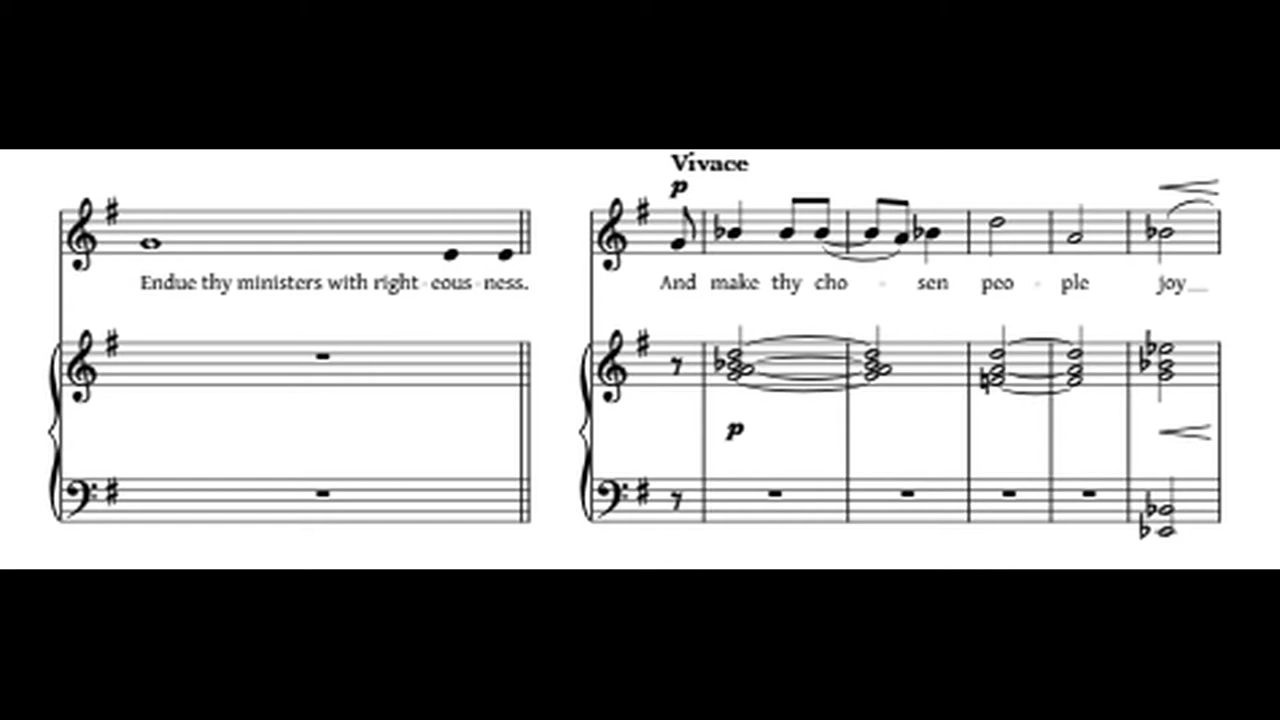 Vivace
p
Endue thy ministers with right - eous - ness.
And make thy cho - sen peo - ple joy
p